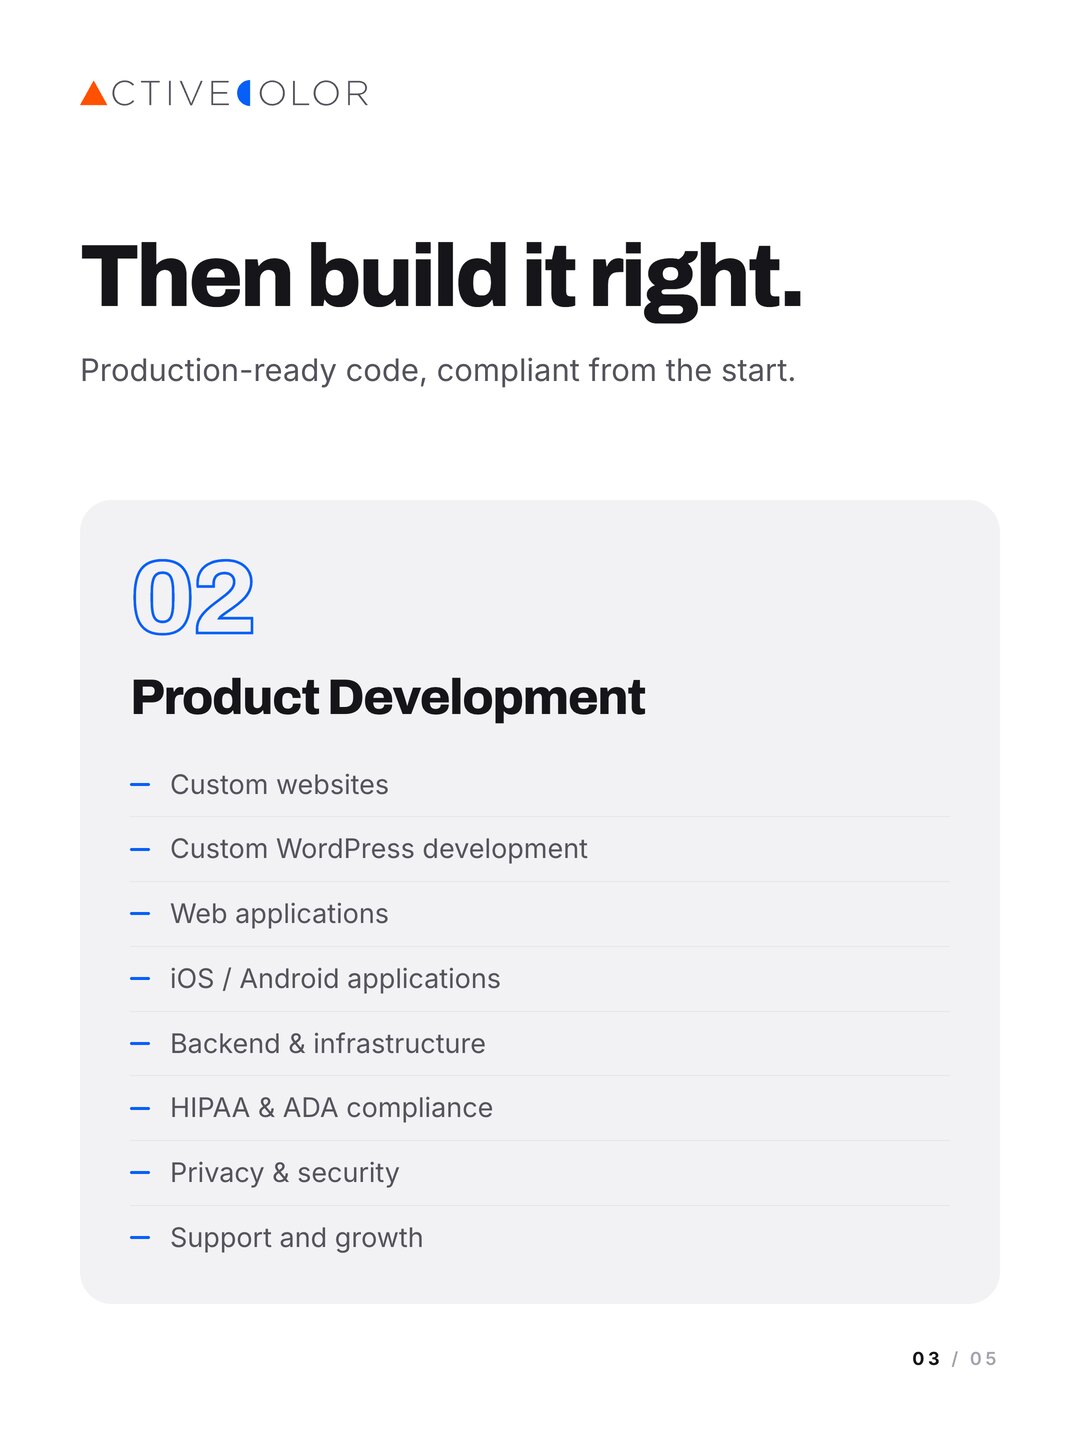 ACTIVECOLOR
Then build it right.
Production-ready code, compliant from the start.
02
Product Development
Custom websites
Custom WordPress development
Web applications
iOS / Android applications
Backend & infrastructure
HIPAA & ADA compliance
Privacy & security
Support and growth
03 / 05